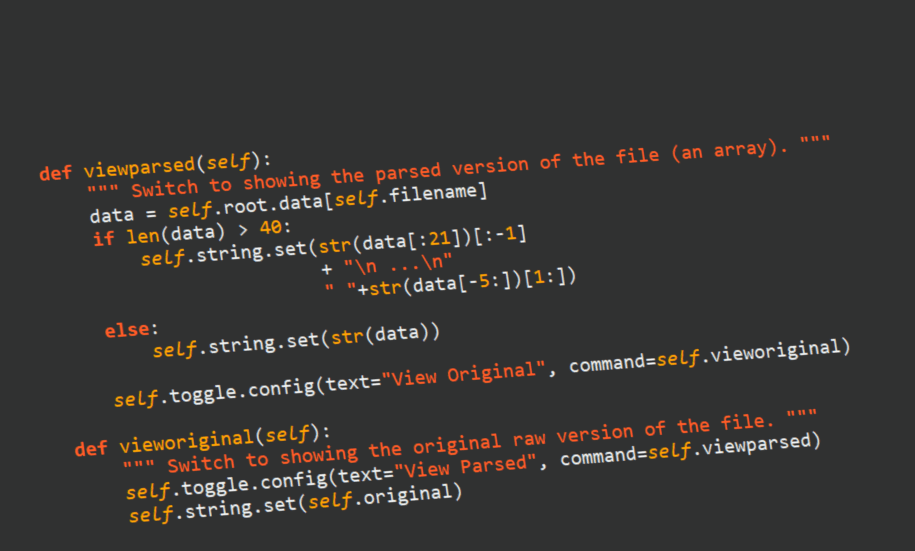 def viewparsed(self):
    """ Switch to showing the parsed version of the file (an array). """
    data = self.root.data[self.filename]
    if len(data) > 40:
        self.string.set(str(data[:21])[:-1]
                        + "\n ...\n"
                        " "+str(data[-5:])[1:])
    else:
        self.string.set(str(data))
    self.toggle.config(text="View Original", command=self.vieworiginal)
def vieworiginal(self):
    """ Switch to showing the original raw version of the file. """
    self.toggle.config(text="View Parsed", command=self.viewparsed)
    self.string.set(self.original)